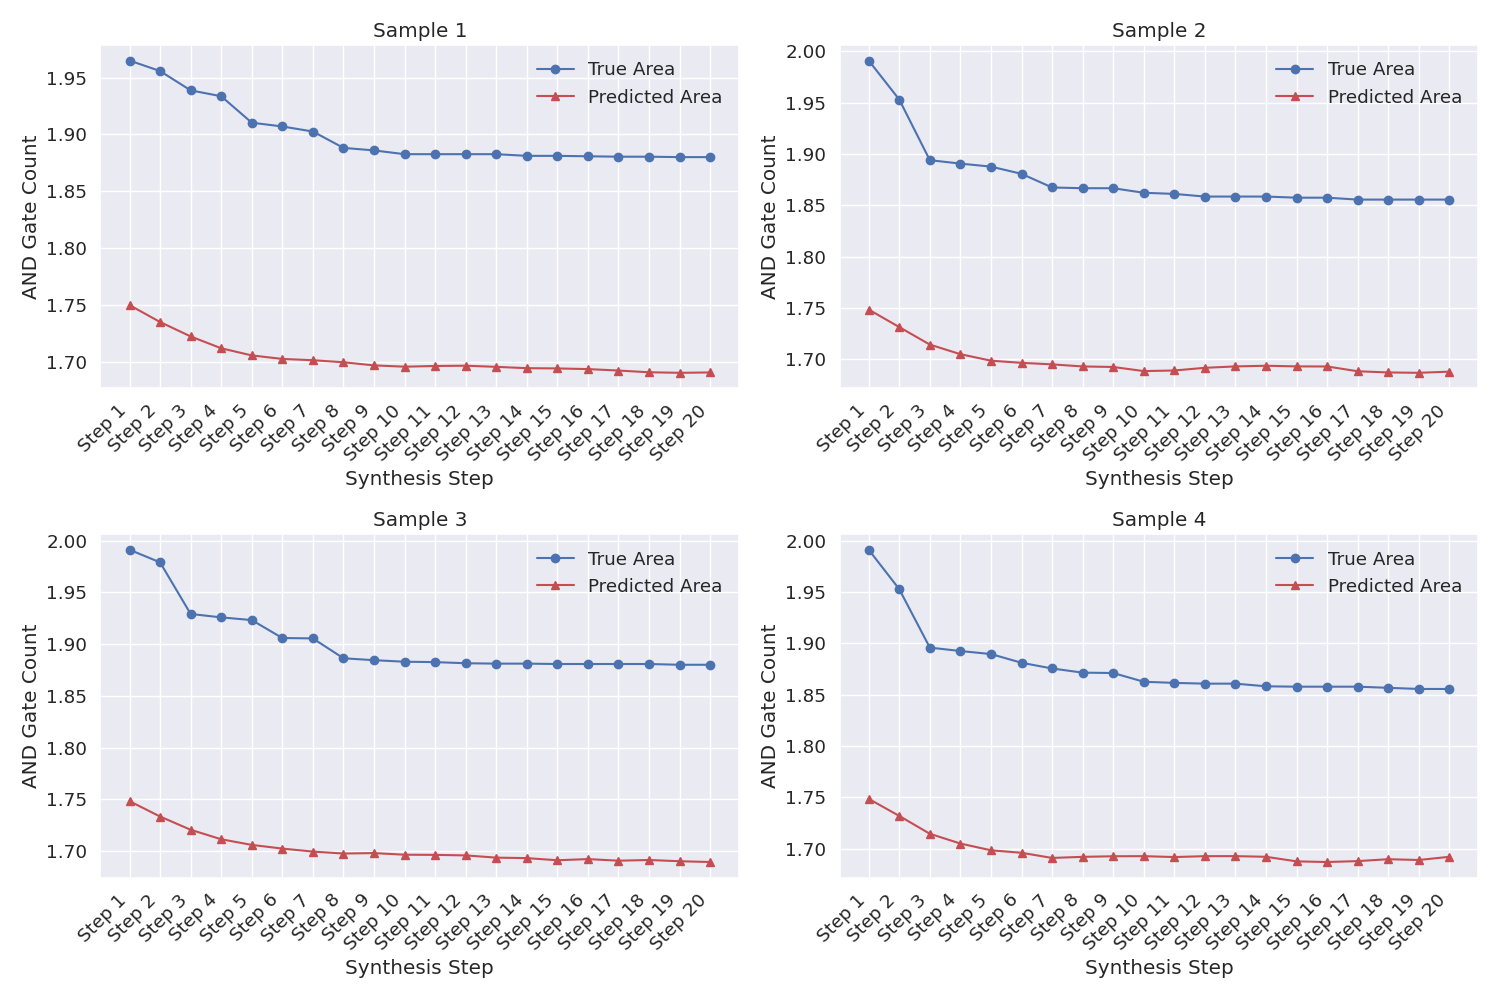 Sample 1
AND Gate Count
1.95
1.90
1.85
1.80
1.75
1.70
True Area
Predicted Area
Step 1
Step 2
Step 3
Step 4
Step 5
Step 6
Step 7
Step 8
Step 9
Step 10
Step 11
Step 12
Step 13
Step 14
Step 15
Step 16
Step 17
Step 18
Step 19
Step 20
Synthesis Step
Sample 2
AND Gate Count
2.00
1.95
1.90
1.85
1.80
1.75
1.70
True Area
Predicted Area
Step 1
Step 2
Step 3
Step 4
Step 5
Step 6
Step 7
Step 8
Step 9
Step 10
Step 11
Step 12
Step 13
Step 14
Step 15
Step 16
Step 17
Step 18
Step 19
Step 20
Synthesis Step
Sample 3
AND Gate Count
2.00
1.95
1.90
1.85
1.80
1.75
1.70
True Area
Predicted Area
Step 1
Step 2
Step 3
Step 4
Step 5
Step 6
Step 7
Step 8
Step 9
Step 10
Step 11
Step 12
Step 13
Step 14
Step 15
Step 16
Step 17
Step 18
Step 19
Step 20
Synthesis Step
Sample 4
AND Gate Count
2.00
1.95
1.90
1.85
1.80
1.75
1.70
True Area
Predicted Area
Step 1
Step 2
Step 3
Step 4
Step 5
Step 6
Step 7
Step 8
Step 9
Step 10
Step 11
Step 12
Step 13
Step 14
Step 15
Step 16
Step 17
Step 18
Step 19
Step 20
Synthesis Step